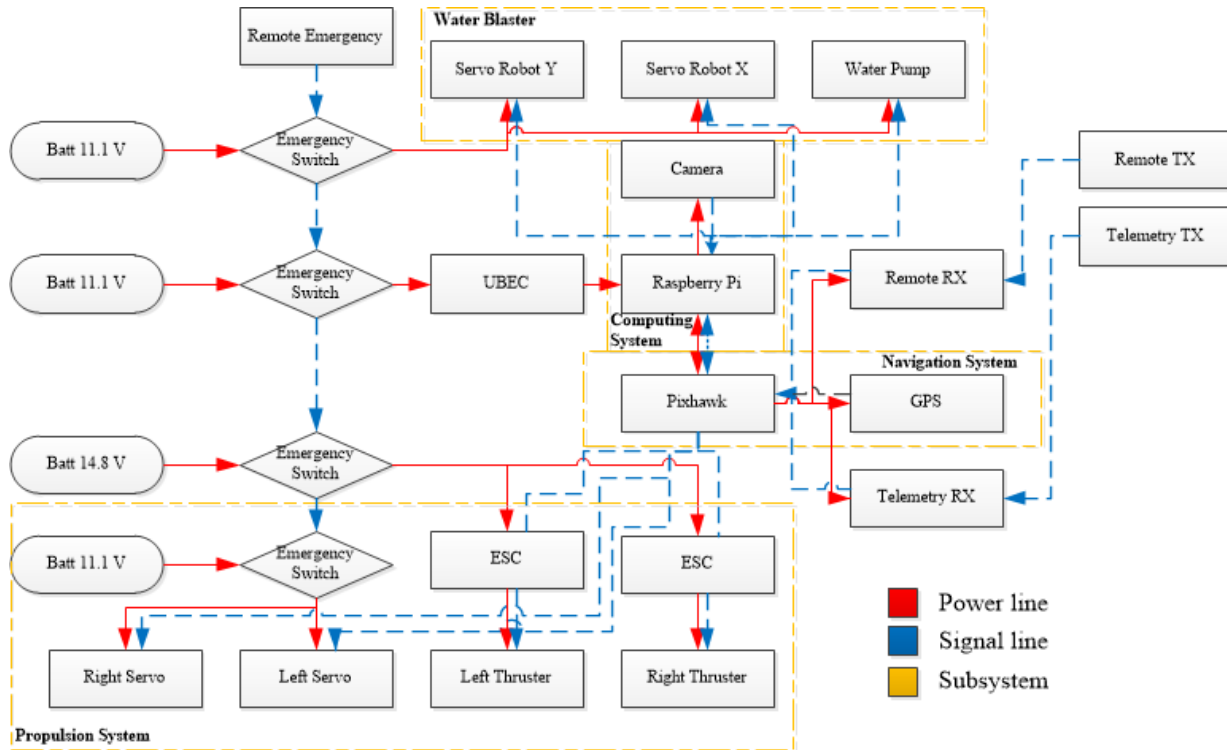 Water Blaster
Remote Emergency
Servo Robot Y
Servo Robot X
Water Pump
Batt 11.1 V
Emergency
Switch
Camera
Remote TX
Telemetry TX
Batt 11.1 V
Emergency
Switch
UBEC
Raspberry Pi
Remote RX
Computing
System
Navigation System
Pixhawk
GPS
Batt 14.8 V
Emergency
Switch
Telemetry RX
Batt 11.1 V
Emergency
Switch
ESC
ESC
Power line
Signal line
Subsystem
Right Servo
Left Servo
Left Thruster
Right Thruster
Propulsion System